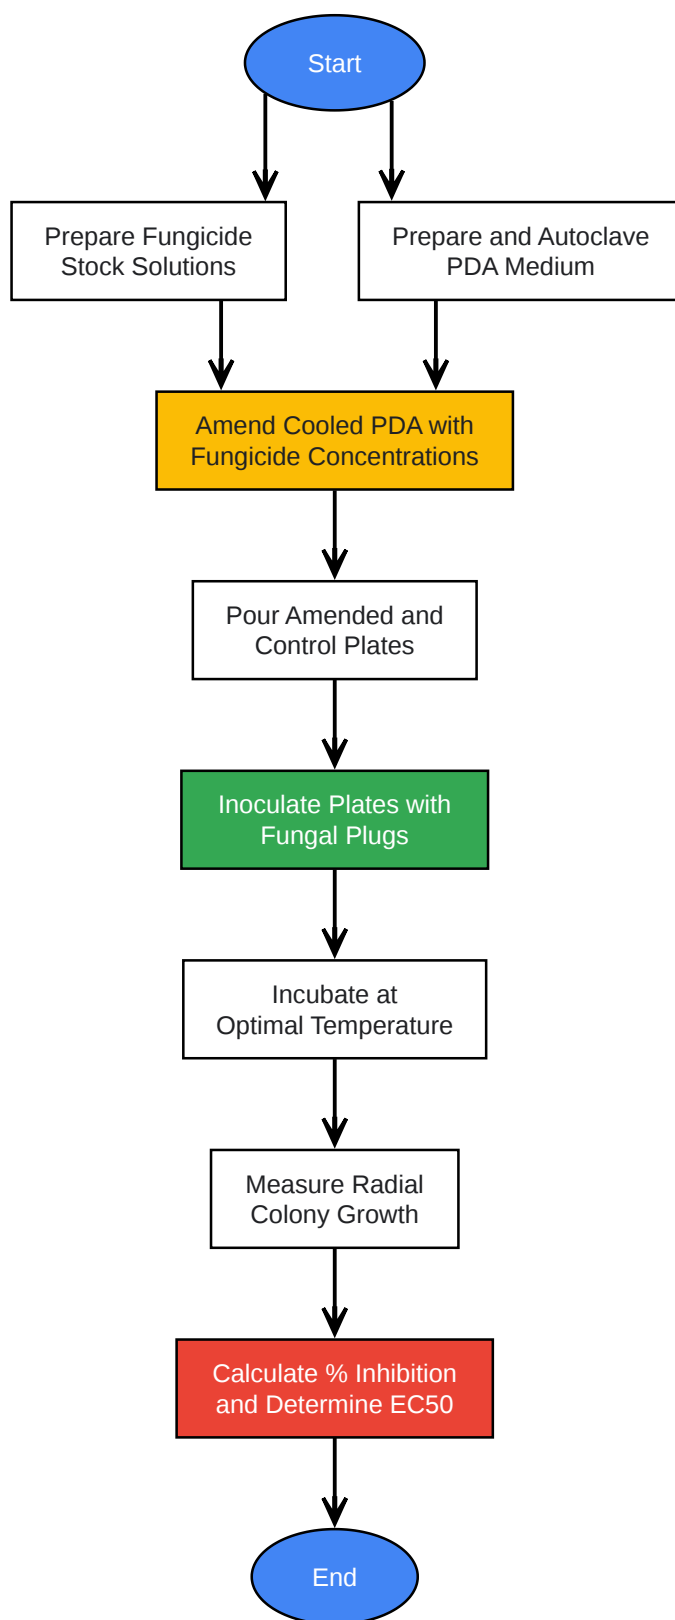 Start
Prepare Fungicide
Stock Solutions
Prepare and Autoclave
PDA Medium
Amend Cooled PDA with
Fungicide Concentrations
Pour Amended and
Control Plates
Inoculate Plates with
Fungal Plugs
Incubate at
Optimal Temperature
Measure Radial
Colony Growth
Calculate % Inhibition
and Determine EC50
End